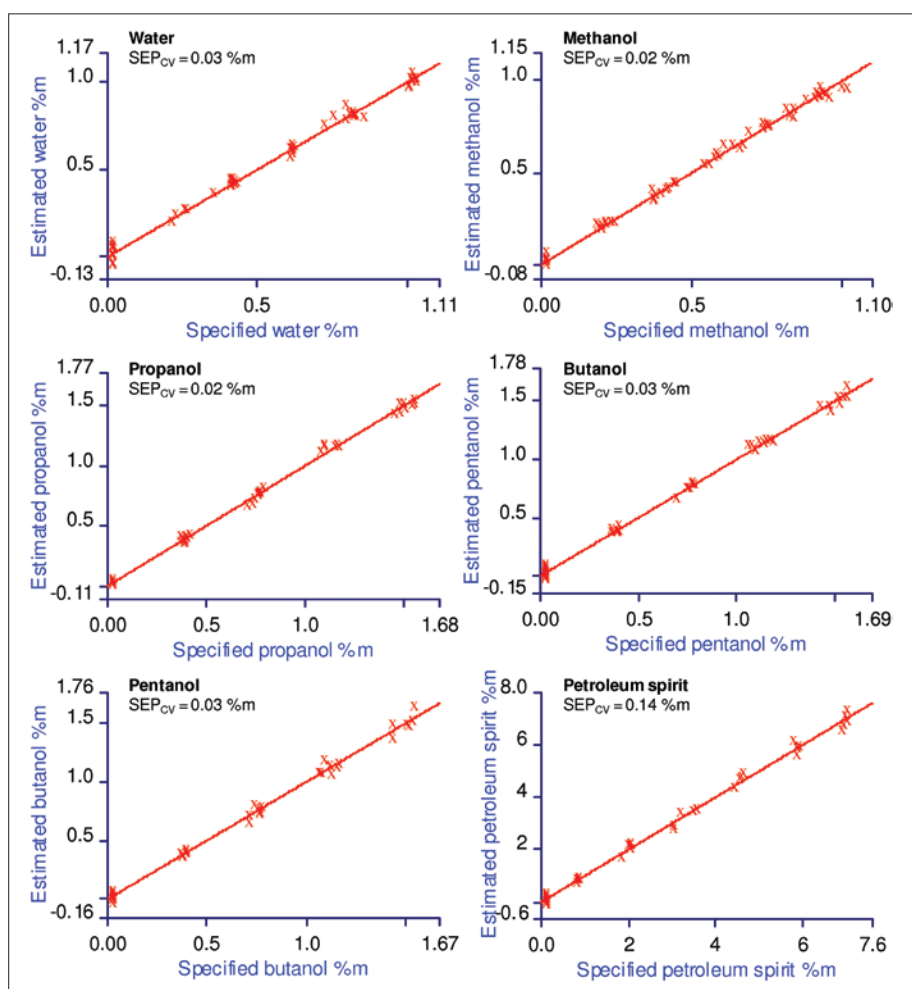 Water
SEPCV = 0.03 %m
1.17
1.0
0.5
-0.13
Estimated water %m
0.00 0.5 1.11
Specified water %m
Methanol
SEPCV = 0.02 %m
1.15
1.0
0.5
-0.08
Estimated methanol %m
0.00 0.5 1.10
Specified methanol %m
Propanol
SEPCV = 0.02 %m
1.77
1.5
1.0
0.5
-0.11
Estimated propanol %m
0.00 0.5 1.0 1.68
Specified propanol %m
Butanol
SEPCV = 0.03 %m
1.78
1.5
1.0
0.5
-0.15
Estimated pentanol %m
0.00 1.0 1.69
Specified pentanol %m
Pentanol
SEPCV = 0.03 %m
1.76
1.5
1.0
0.5
-0.16
Estimated butanol %m
0.00 0.5 1.0 1.67
Specified butanol %m
Petroleum spirit
SEPCV = 0.14 %m
8.0
6
4
2
-0.6
Estimated petroleum spirit %m
0.0 2 4 6 7.6
Specified petroleum spirit %m